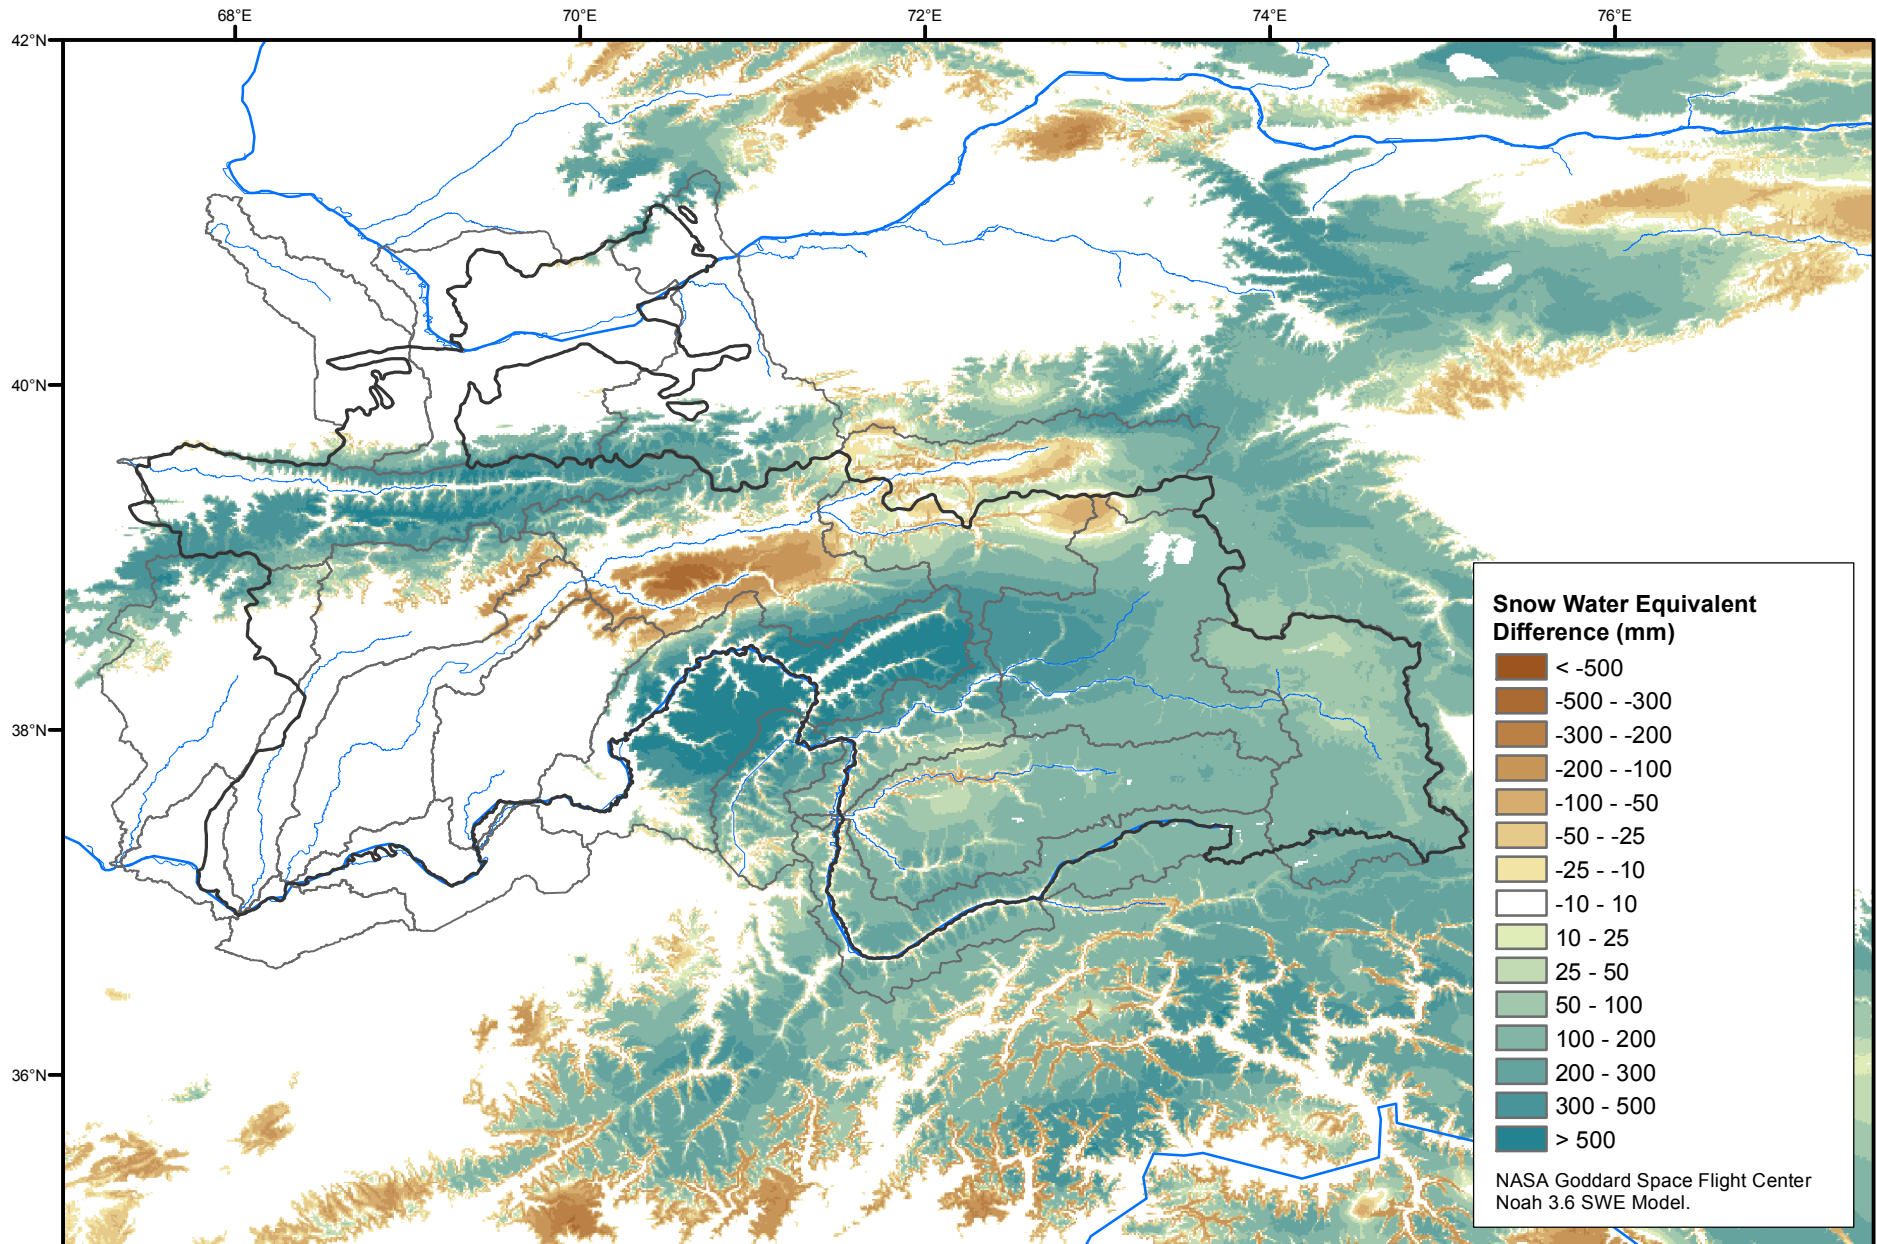 68°E
70°E
72°E
74°E
76°E
42°N
40°N
38°N
36°N
Snow Water Equivalent
Difference (mm)
< -500
-500 - -300
-300 - -200
-200 - -100
-100 - -50
-50 - -25
-25 - -10
-10 - 10
10 - 25
25 - 50
50 - 100
100 - 200
200 - 300
300 - 500
> 500
NASA Goddard Space Flight Center
Noah 3.6 SWE Model.